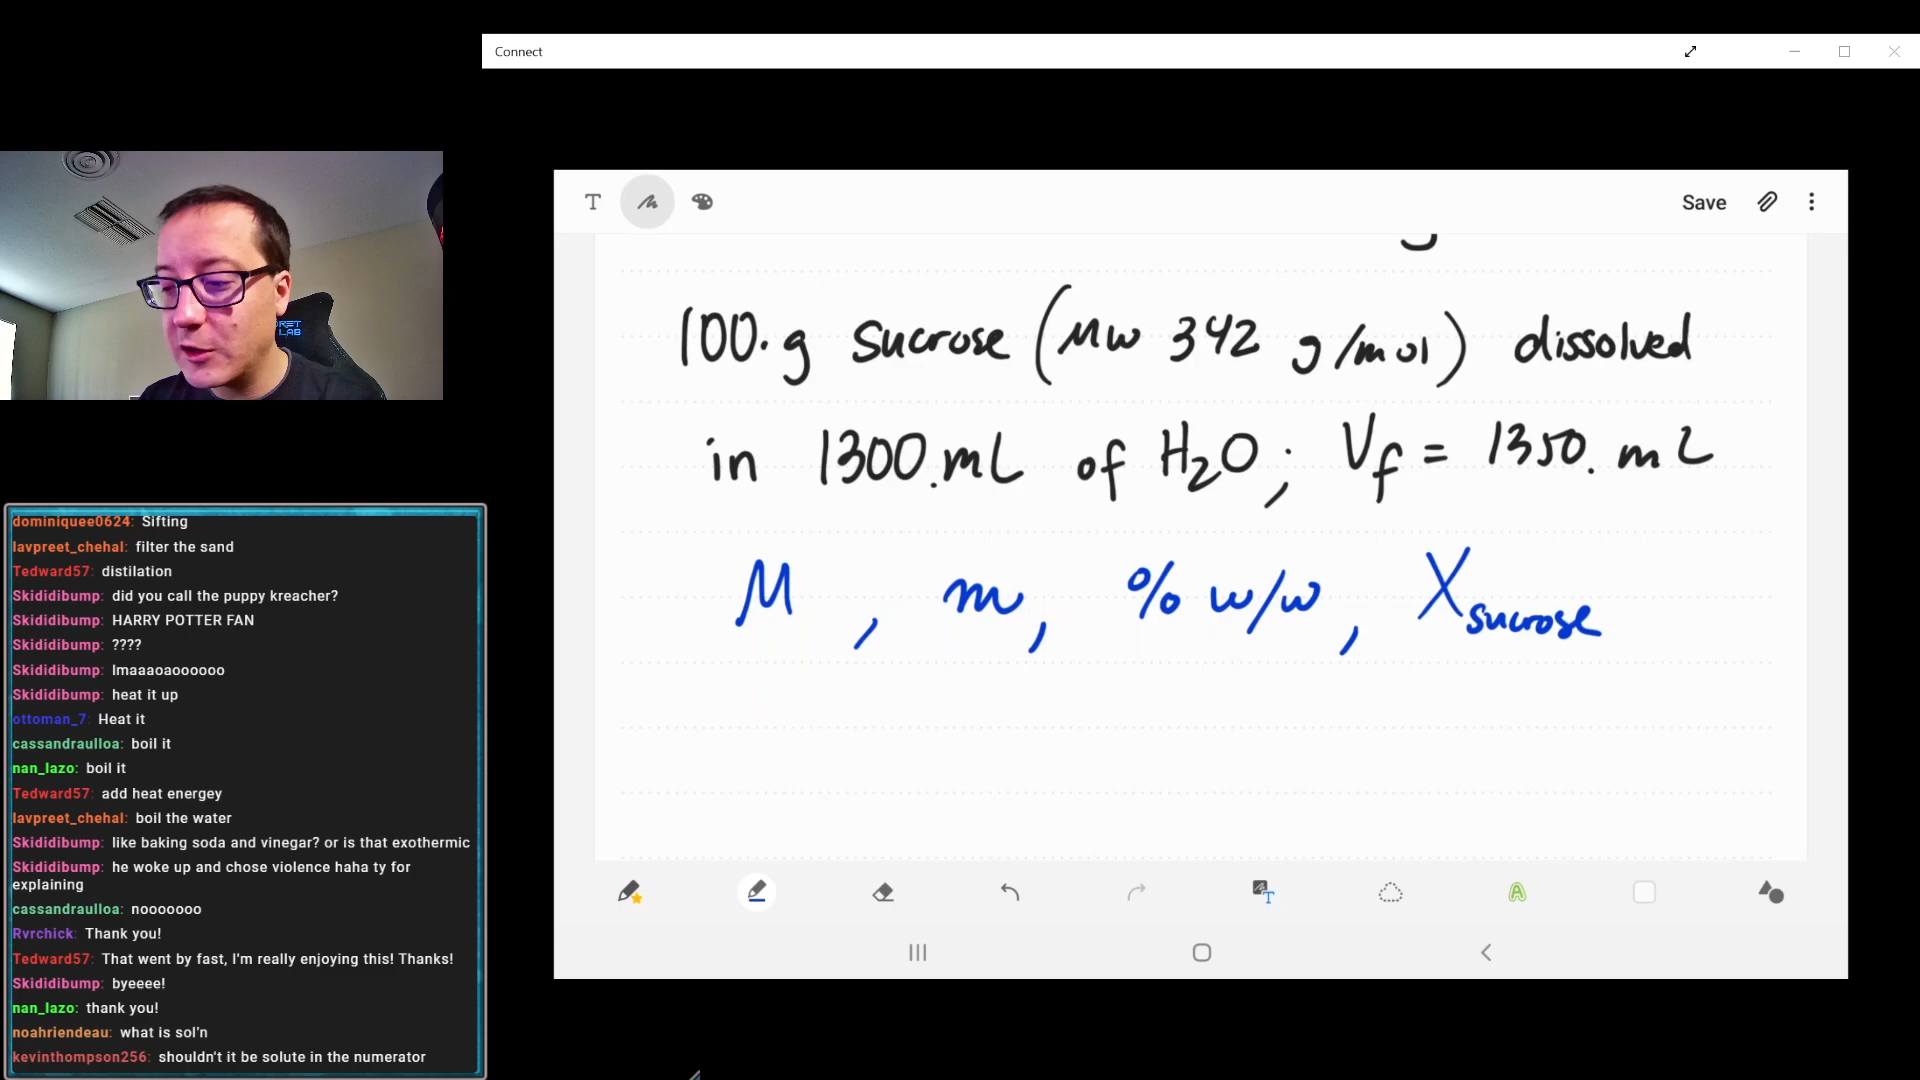 Connect
Save
100. g sucrose (MW 342 g/mol) dissolved
in 1300. mL of H₂O; Vf = 1350. mL
M, m, % w/w, Xsucrose
dominiquee0624: Sifting
lavpreet_chehal: filter the sand
Tedward57: distilation
Skididibump: did you call the puppy kreacher?
Skididibump: HARRY POTTER FAN
Skididibump: ????
Skididibump: lmaaaoaoooooo
Skididibump: heat it up
ottoman_7: Heat it
cassandraulloa: boil it
nan_lazo: boil it
Tedward57: add heat energey
lavpreet_chehal: boil the water
Skididibump: like baking soda and vinegar? or is that exothermic
Skididibump: he woke up and chose violence haha ty for
explaining
cassandraulloa: nooooooo
Rvrchick: Thank you!
Tedward57: That went by fast, I'm really enjoying this! Thanks!
Skididibump: byeeee!
nan_lazo: thank you!
noahriendeau: what is sol'n
kevinthompson256: shouldn't it be solute in the numerator